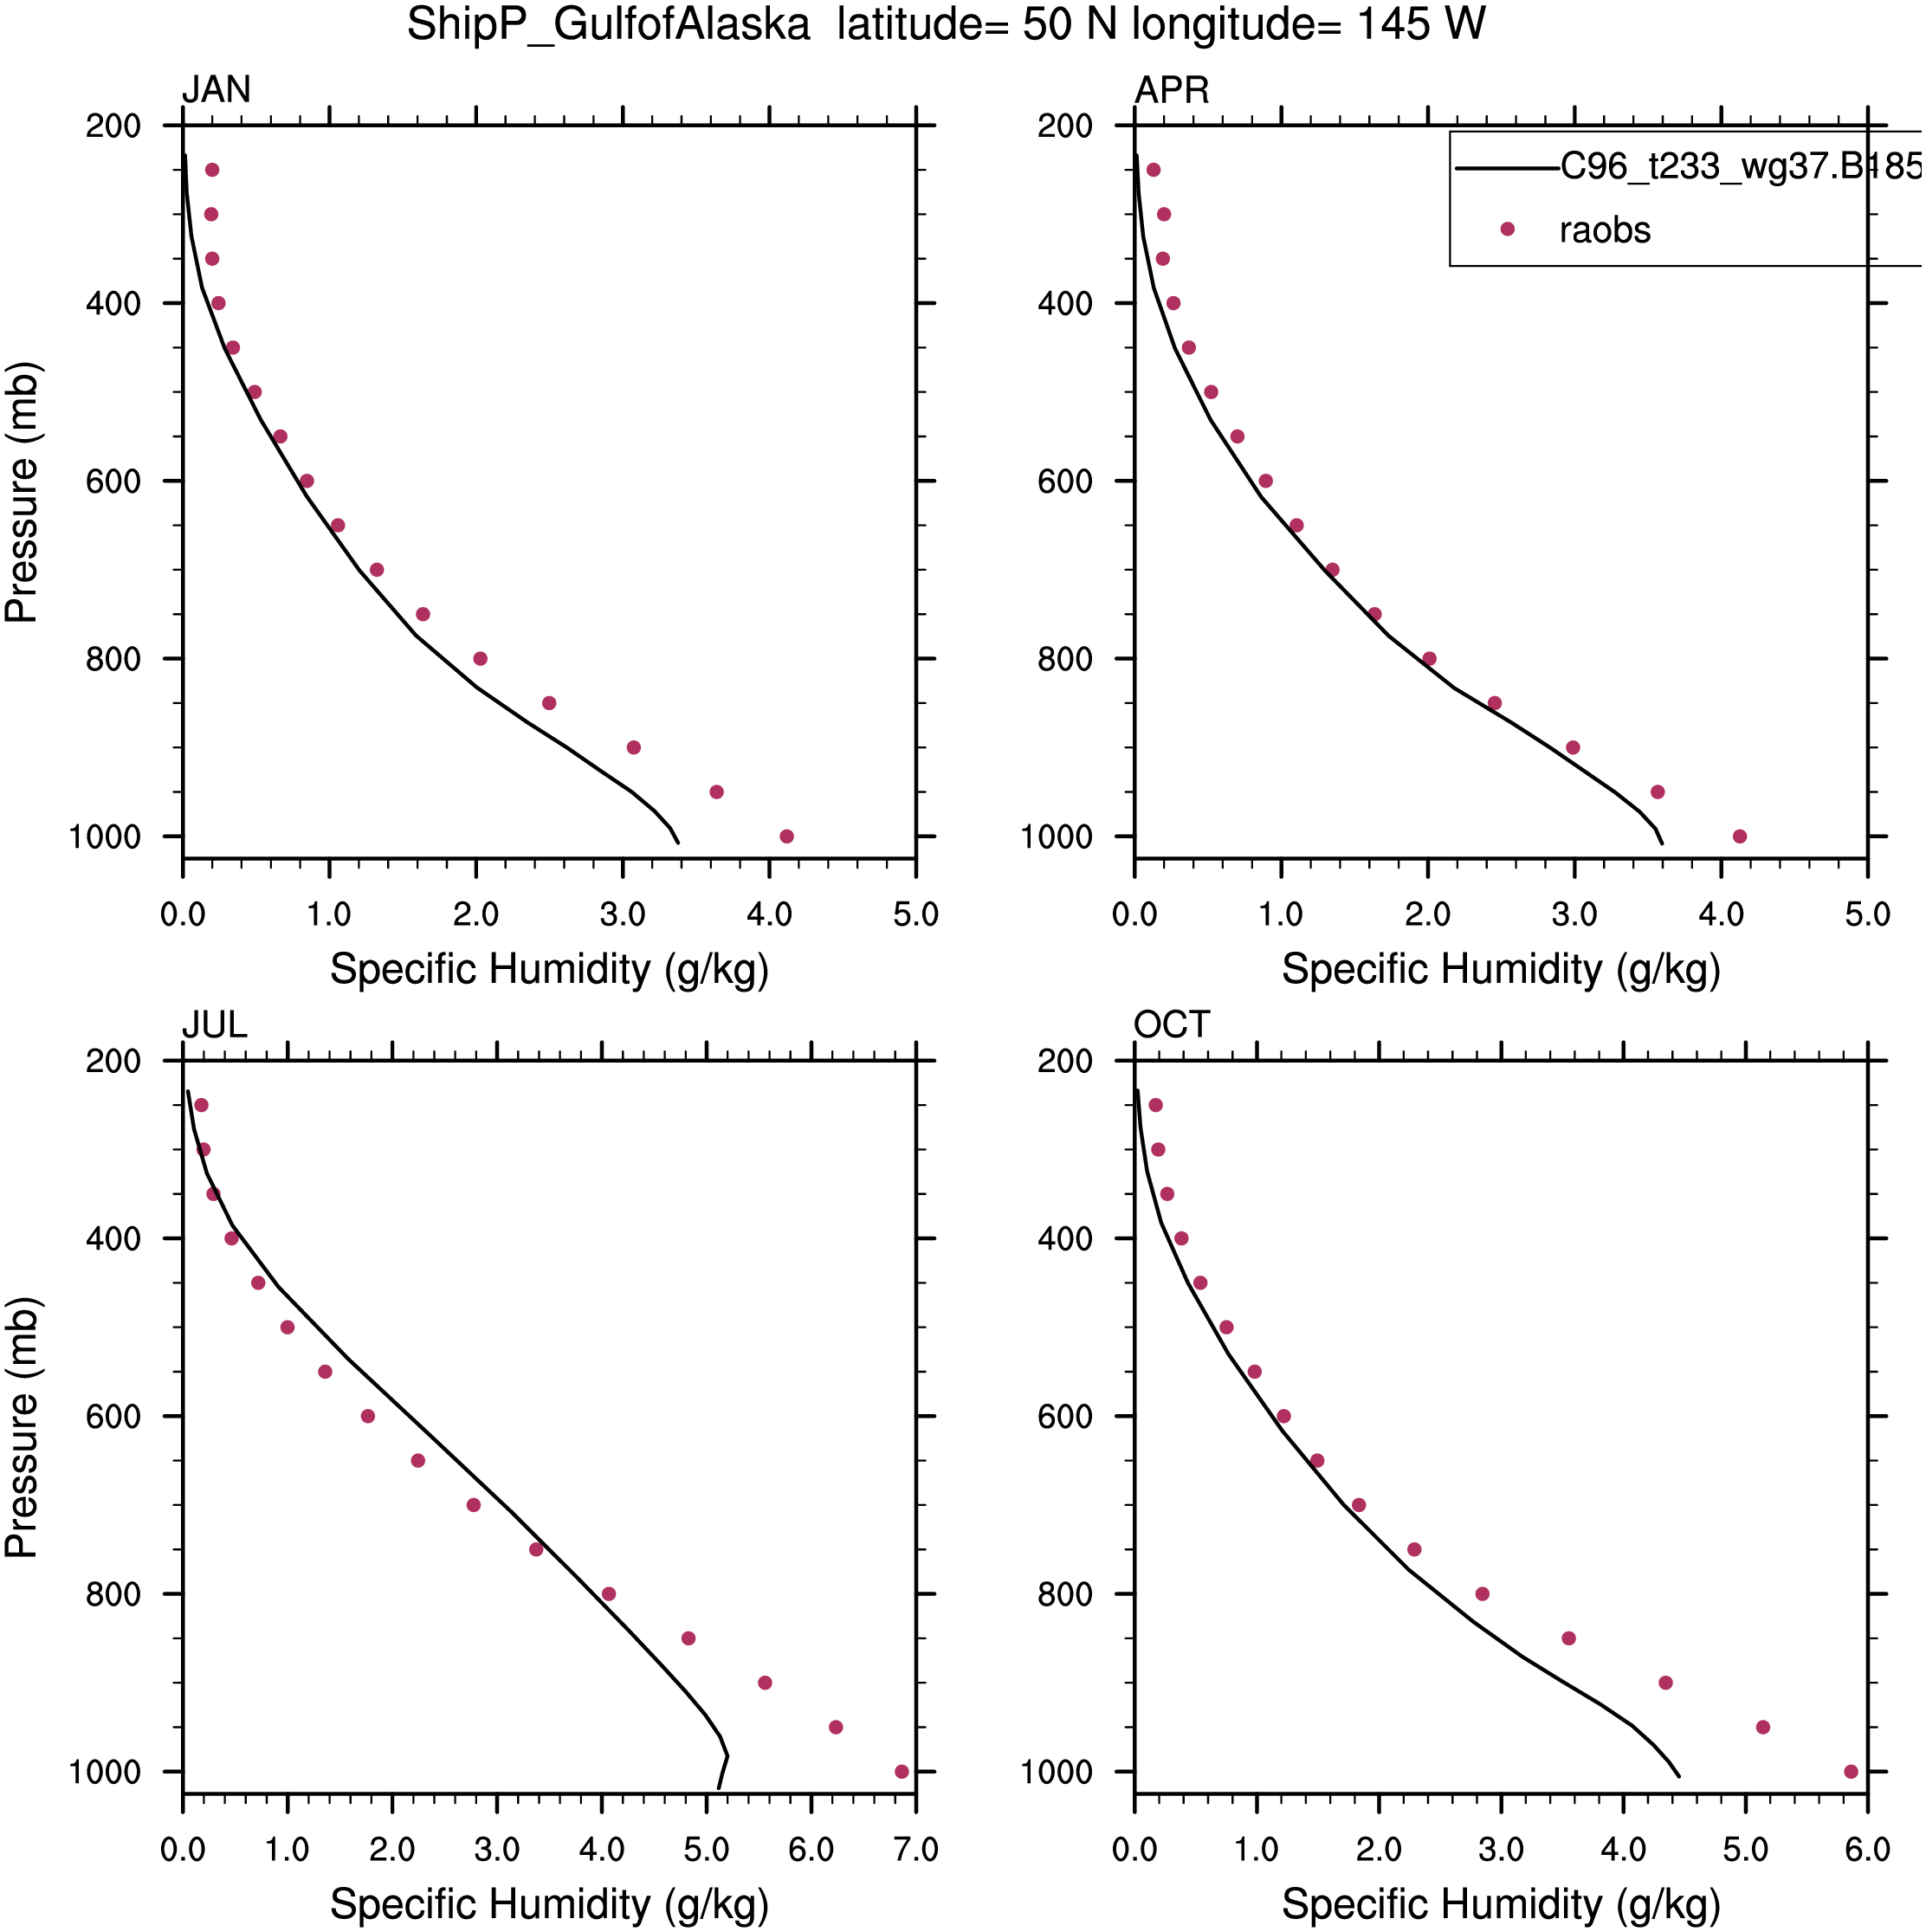 ShipP_GulfofAlaska latitude= 50 N longitude= 145 W
JAN
200
400
600
800
1000
Pressure (mb)
0.0 1.0 2.0 3.0 4.0 5.0
Specific Humidity (g/kg)
APR
200
400
600
800
1000
C96_t233_wg37.B185
raobs
0.0 1.0 2.0 3.0 4.0 5.0
Specific Humidity (g/kg)
JUL
200
400
600
800
1000
Pressure (mb)
0.0 1.0 2.0 3.0 4.0 5.0 6.0 7.0
Specific Humidity (g/kg)
OCT
200
400
600
800
1000
0.0 1.0 2.0 3.0 4.0 5.0 6.0
Specific Humidity (g/kg)